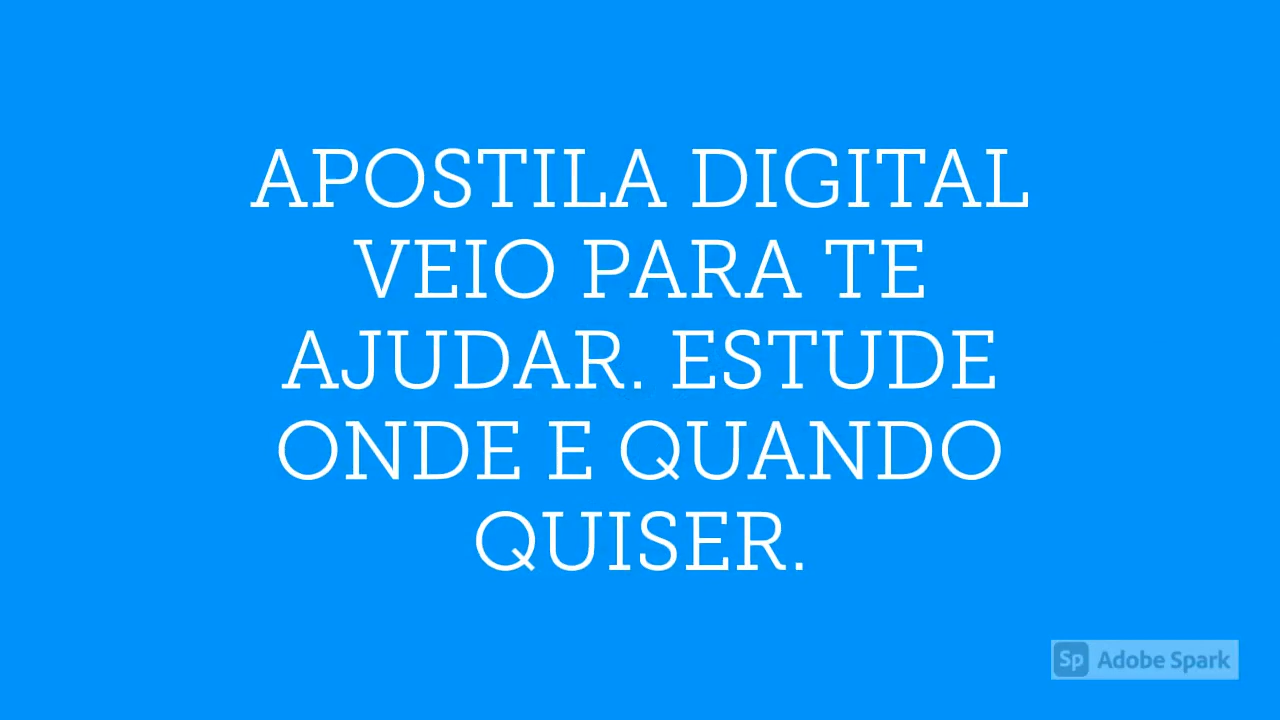 APOSTILA DIGITAL
VEIO PARA TE
AJUDAR. ESTUDE
ONDE E QUANDO
QUISER.
Sp Adobe Spark